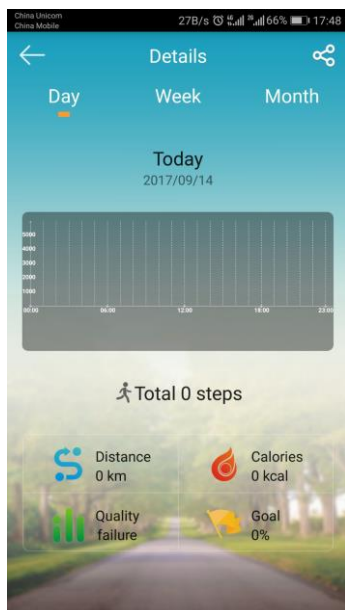 China Unicom
China Mobile
27B/s 66% 17:48
Details
Day Week Month
Today
2017/09/14
5000
4000
3000
2000
1000
00:00 06:00 12:00 18:00 23:00
Total 0 steps
Distance
0 km
Calories
0 kcal
Quality
failure
Goal
0%